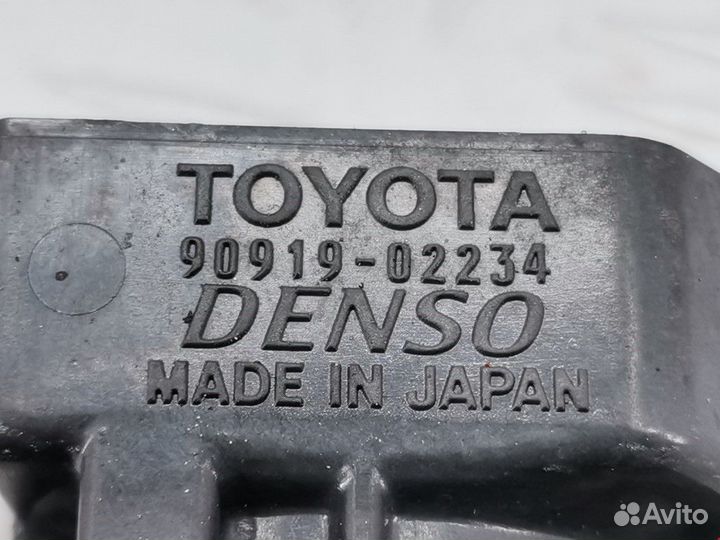 TOYOTA
90919-02234
DENSO
MADE IN JAPAN
Avito